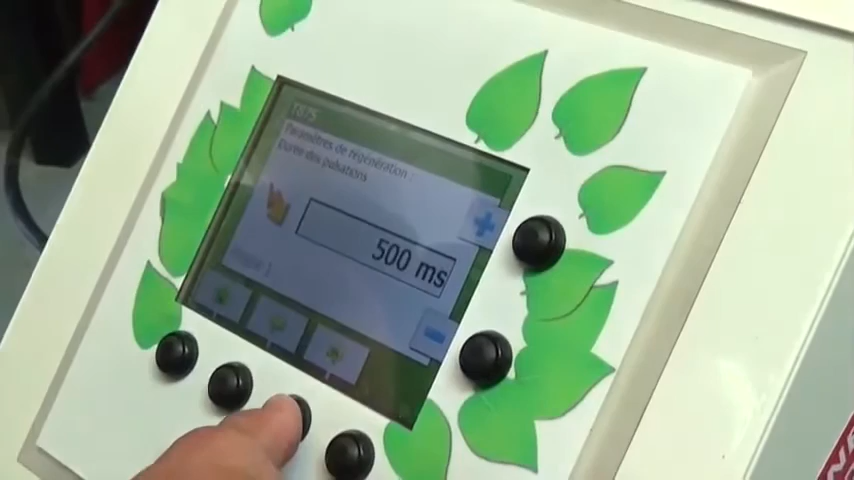 Paramètres de régénération :
Durée des pulsations
500 ms